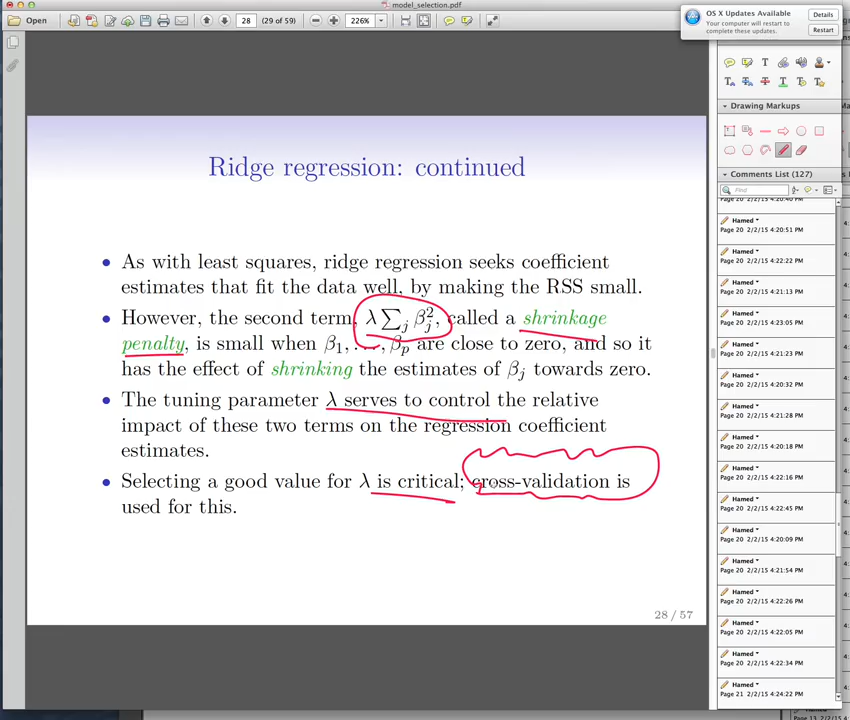 model_selection.pdf
Open
28
(29 of 59)
226%
OS X Updates Available
Your computer will restart to
complete these updates.
Details
Restart
Ridge regression: continued
• As with least squares, ridge regression seeks coefficient
estimates that fit the data well, by making the RSS small.
• However, the second term, λ∑ⱼ βⱼ², called a shrinkage
penalty, is small when β₁, …, βₚ are close to zero, and so it
has the effect of shrinking the estimates of βⱼ towards zero.
• The tuning parameter λ serves to control the relative
impact of these two terms on the regression coefficient
estimates.
• Selecting a good value for λ is critical; cross-validation is
used for this.
28 / 57
Drawing Markups
Comments List (127)
Find
Page 20 2/2/15 4:20:40 PM
Hamed
Page 20 2/2/15 4:20:51 PM
Hamed
Page 20 2/2/15 4:22:22 PM
Hamed
Page 20 2/2/15 4:21:13 PM
Hamed
Page 20 2/2/15 4:23:05 PM
Hamed
Page 20 2/2/15 4:21:23 PM
Hamed
Page 20 2/2/15 4:20:32 PM
Hamed
Page 20 2/2/15 4:21:28 PM
Hamed
Page 20 2/2/15 4:20:18 PM
Hamed
Page 20 2/2/15 4:22:16 PM
Hamed
Page 20 2/2/15 4:22:45 PM
Hamed
Page 20 2/2/15 4:20:09 PM
Hamed
Page 20 2/2/15 4:21:54 PM
Hamed
Page 20 2/2/15 4:22:26 PM
Hamed
Page 20 2/2/15 4:22:05 PM
Hamed
Page 20 2/2/15 4:22:34 PM
Hamed
Page 21 2/2/15 4:24:22 PM